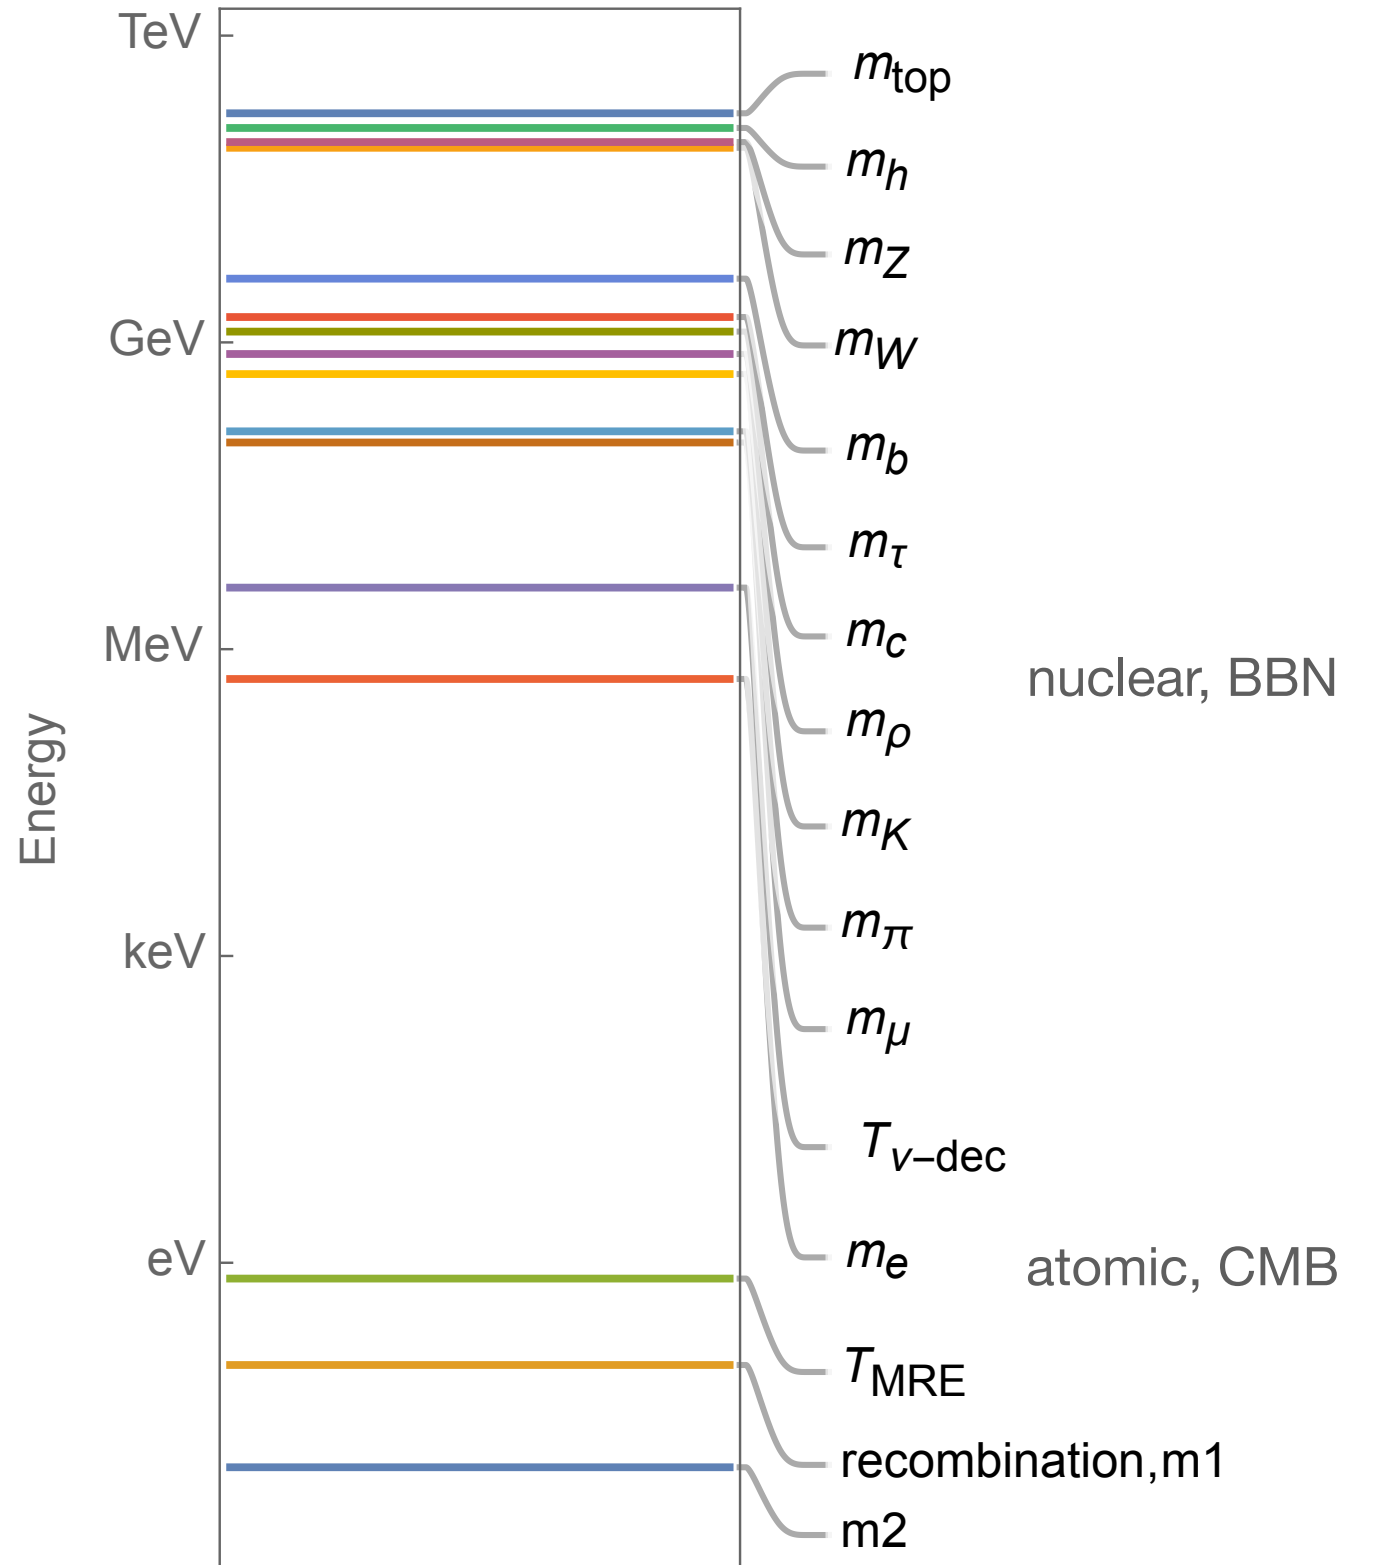 TeV
m_top
m_h
m_Z
GeV
m_W
m_b
m_τ
MeV
m_c
nuclear, BBN
m_ρ
Energy
m_K
m_π
keV
m_μ
T_ν−dec
eV
m_e
atomic, CMB
T_MRE
recombination,m1
m2